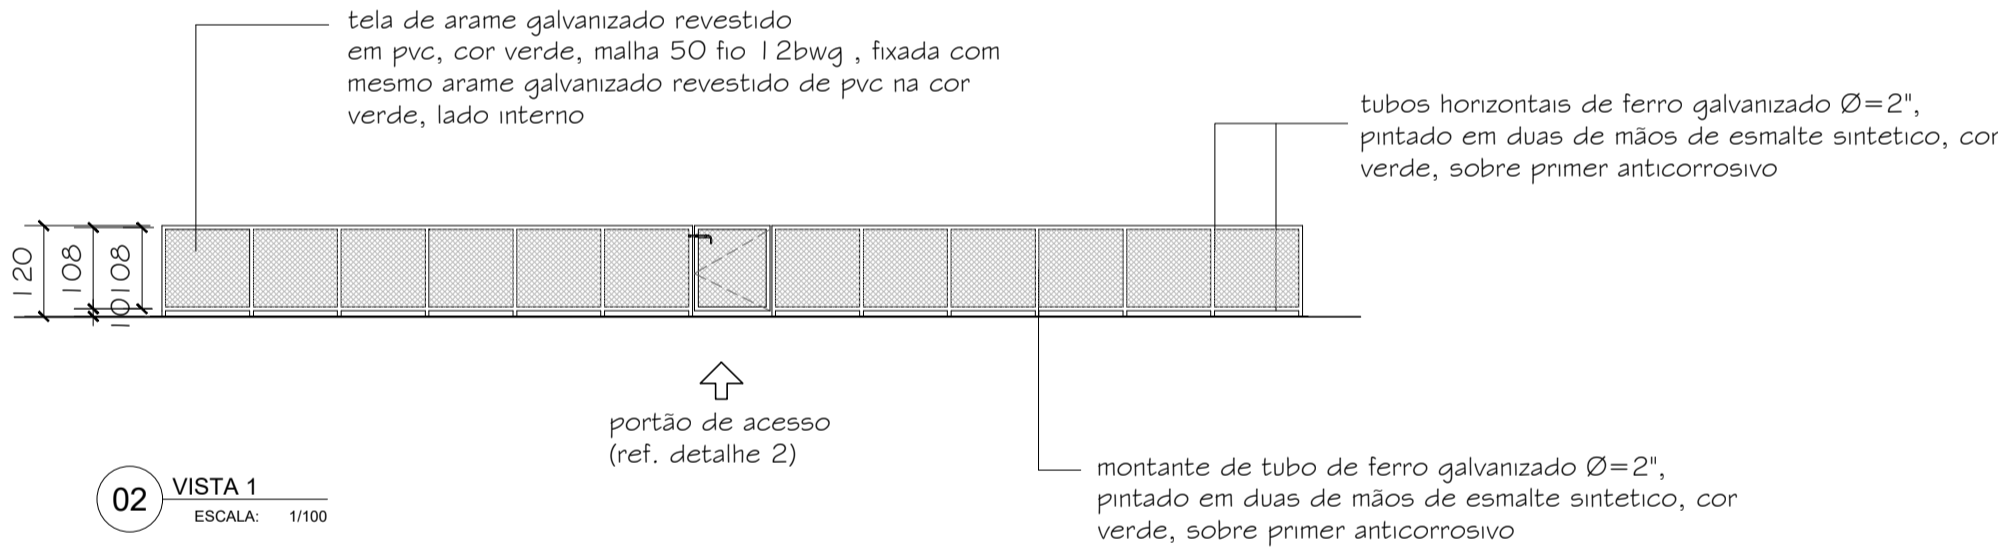 tela de arame galvanizado revestido
em pvc, cor verde, malha 50 fio 12bwg , fixada com
mesmo arame galvanizado revestido de pvc na cor
verde, lado interno
tubos horizontais de ferro galvanizado Ø=2",
pintado em duas de mãos de esmalte sintetico, cor
verde, sobre primer anticorrosivo
120
108
10
108
portão de acesso
(ref. detalhe 2)
montante de tubo de ferro galvanizado Ø=2",
pintado em duas de mãos de esmalte sintetico, cor
verde, sobre primer anticorrosivo
02
VISTA 1
ESCALA: 1/100